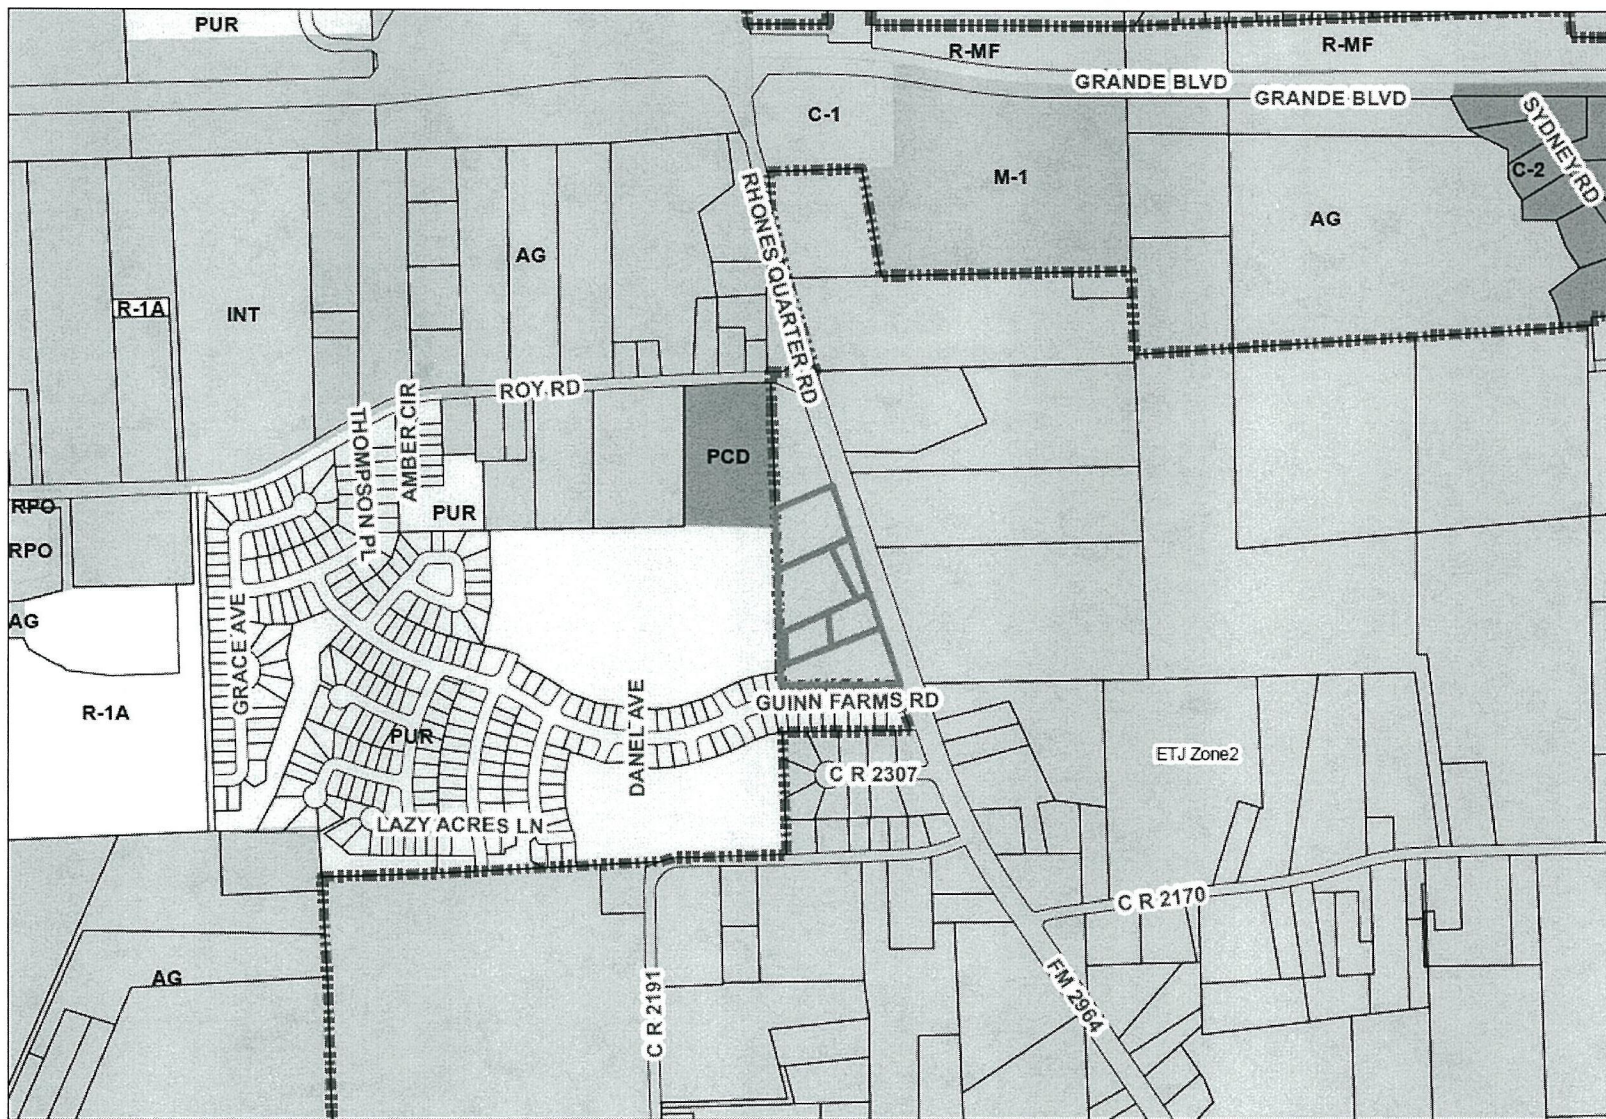 PUR
R-MF
R-MF
GRANDE BLVD
GRANDE BLVD
SYDNEY RD
C-1
C-2
M-1
AG
RHONES QUARTER RD
AG
R-1A
INT
ROY RD
THOMPSON PL
AMBER CIR
PCD
PUR
RPO
RPO
AG
GRACE AVE
R-1A
PUR
DANEL AVE
GUINN FARMS RD
C R 2307
ETJ Zone2
LAZY ACRES LN
C R 2170
AG
C R 2191
FM 2964